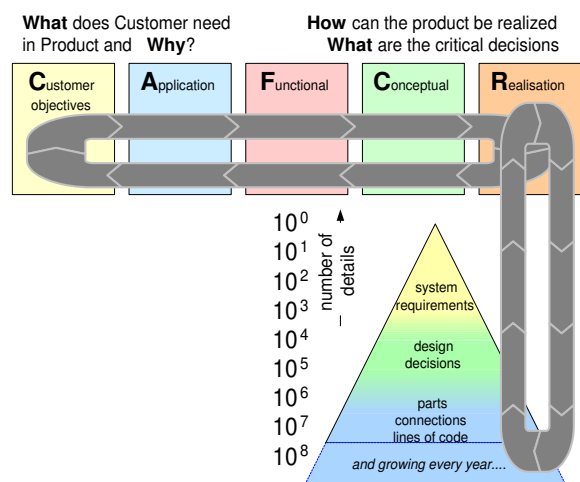 What does Customer need
in Product and Why?
How can the product be realized
What are the critical decisions
Customer
objectives
Application
Functional
Conceptual
Realisation
10^0
10^1
10^2
10^3
10^4
10^5
10^6
10^7
10^8
number of
details
system
requirements
design
decisions
parts
connections
lines of code
and growing every year....